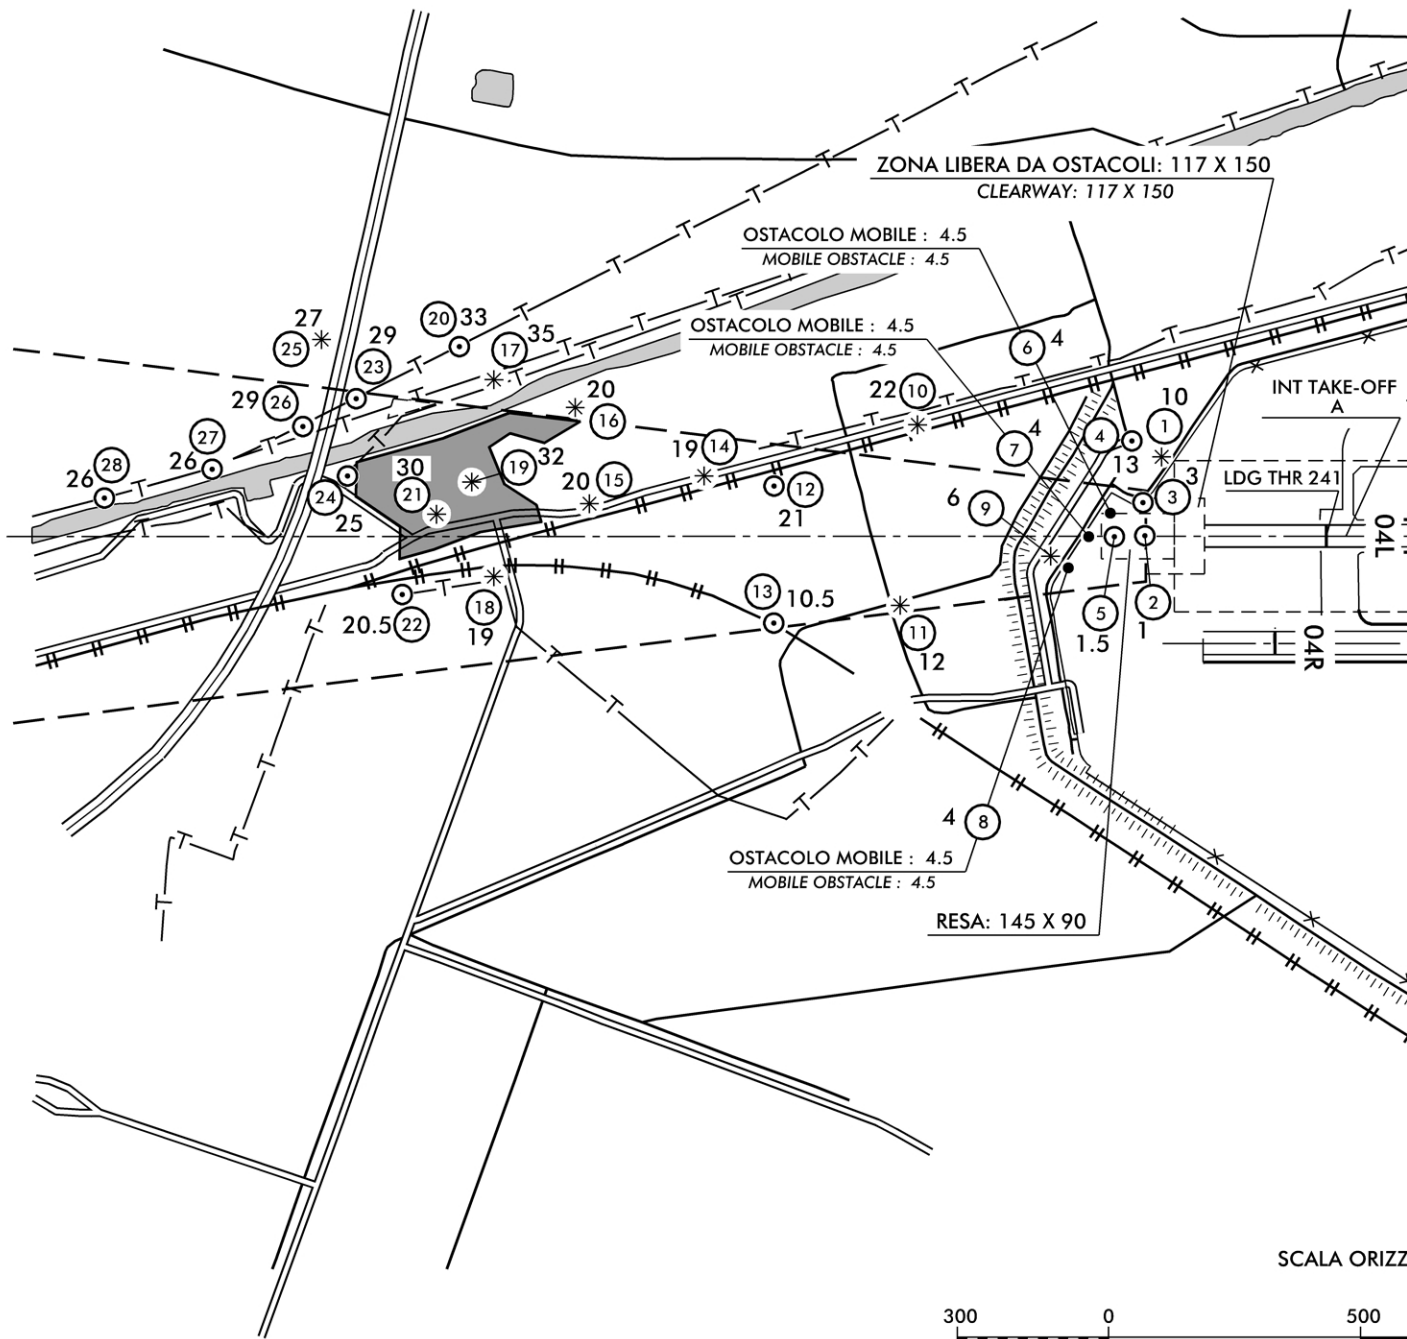 ZONA LIBERA DA OSTACOLI: 117 X 150
CLEARWAY: 117 X 150
OSTACOLO MOBILE : 4.5
MOBILE OBSTACLE : 4.5
OSTACOLO MOBILE : 4.5
MOBILE OBSTACLE : 4.5
27
25
29
23
20 33
35
17
6 4
22
10
INT TAKE-OFF
A
29 26
20
16
4
7
4
10
1
13
3
3
LDG THR 241
26 27
26 28
24
25
30
21
19 32
20 15
19 14
12
21
6
9
04L
20.5 22
18
19
13 10.5
11
12
5
1.5
2
1
04R
4 8
OSTACOLO MOBILE : 4.5
MOBILE OBSTACLE : 4.5
RESA: 145 X 90
SCALA ORIZZ
300 0 500